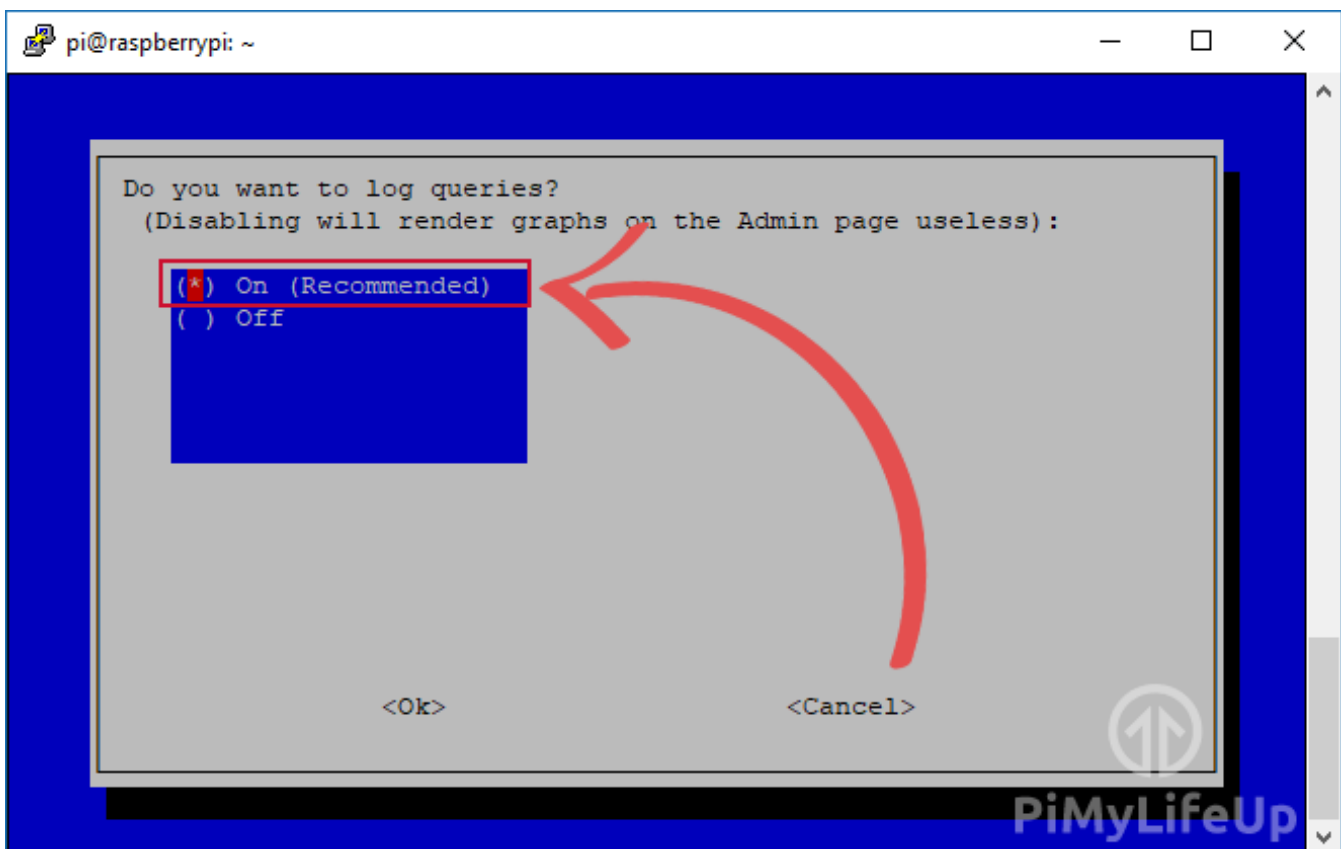 pi@raspberrypi: ~
Do you want to log queries?
(Disabling will render graphs on the Admin page useless):
(*) On (Recommended)
( ) Off
<Ok> <Cancel>
PiMyLifeUp